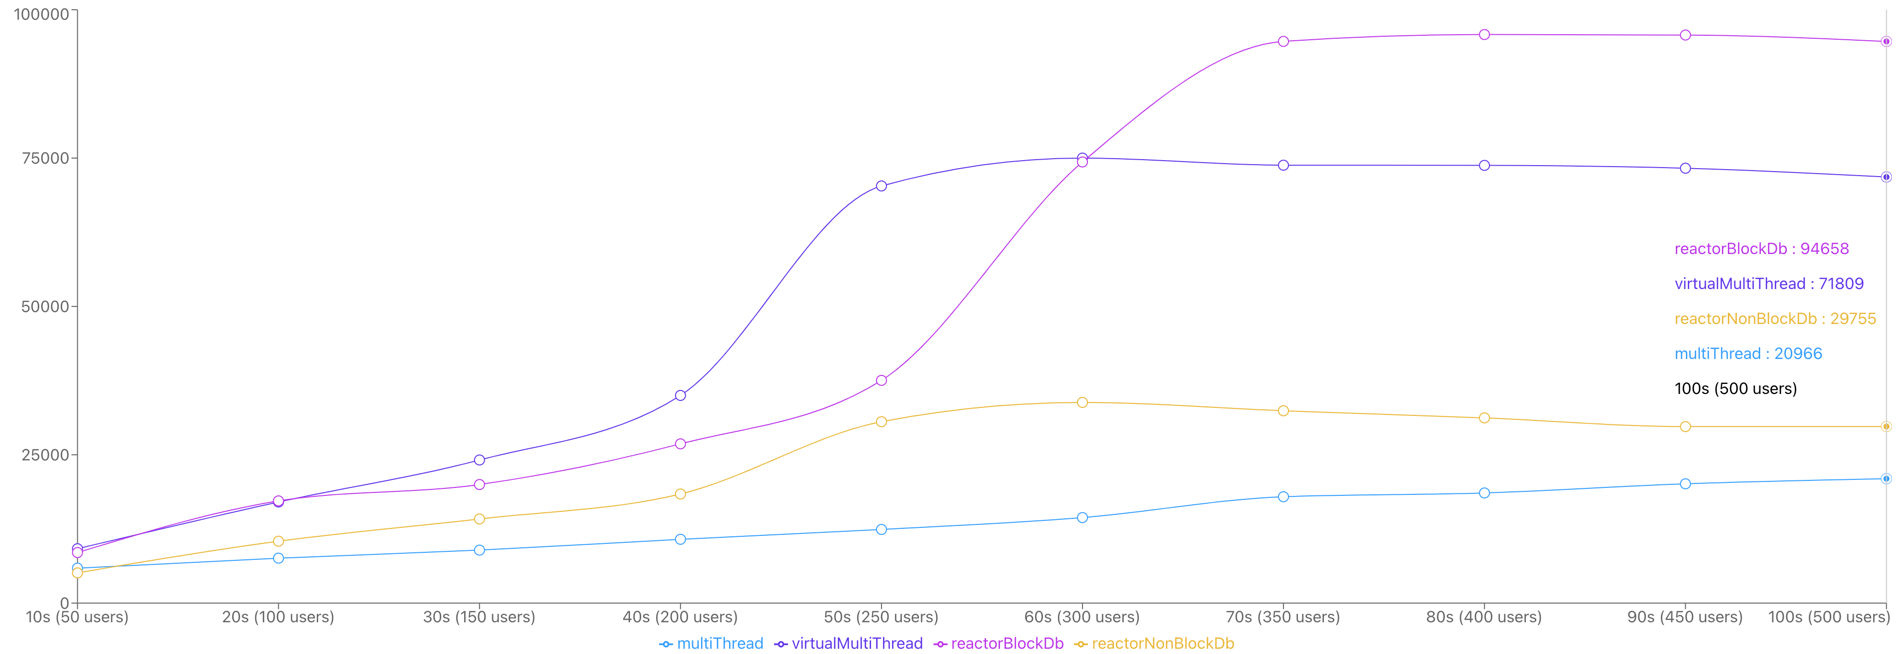 100000
75000
50000
25000
0
reactorBlockDb : 94658
virtualMultiThread : 71809
reactorNonBlockDb : 29755
multiThread : 20966
100s (500 users)
10s (50 users) 20s (100 users) 30s (150 users) 40s (200 users) 50s (250 users) 60s (300 users) 70s (350 users) 80s (400 users) 90s (450 users) 100s (500 users)
multiThread virtualMultiThread reactorBlockDb reactorNonBlockDb